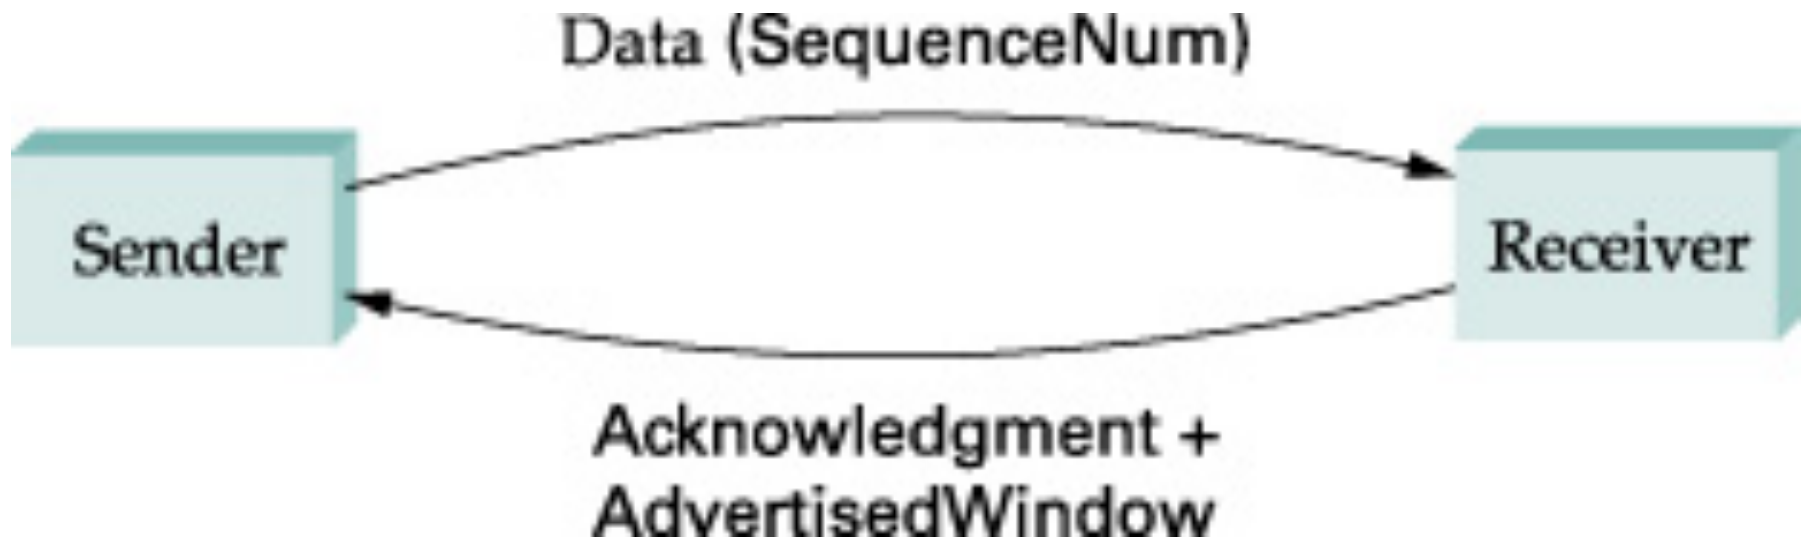 Data (SequenceNum)
Sender
Receiver
Acknowledgment +
AdvertisedWindow